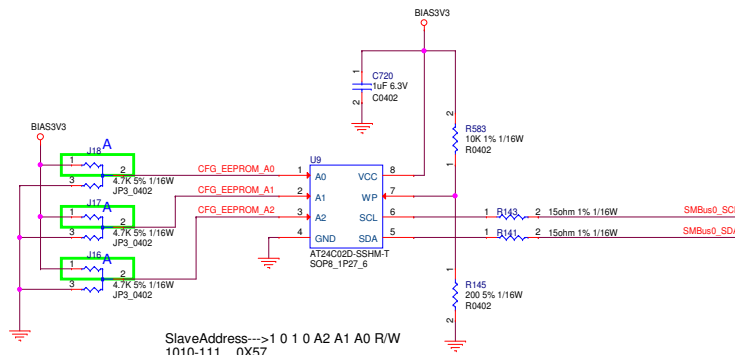 BIAS3V3
C720
1uF 6.3V
C0402
1
2
R583
10K 1% 1/16W
R0402
2
1
BIAS3V3
J18 A
1
2
3
4.7K 5% 1/16W
JP3_0402
CFG_EEPROM_A0
J17 A
1
2
3
4.7K 5% 1/16W
JP3_0402
CFG_EEPROM_A1
J16 A
1
2
3
4.7K 5% 1/16W
JP3_0402
CFG_EEPROM_A2
U9
1 A0 VCC 8
2 A1 WP 7
3 A2 SCL 6
4 GND SDA 5
AT24C02D-SSHM-T
SOP8_1P27_6
1 R143 2 15ohm 1% 1/16W SMBus0_SCL
1 R141 2 15ohm 1% 1/16W SMBus0_SDA
1
R145
200 5% 1/16W
R0402
2
SlaveAddress--->1 0 1 0 A2 A1 A0 R/W
1010-111 0X57